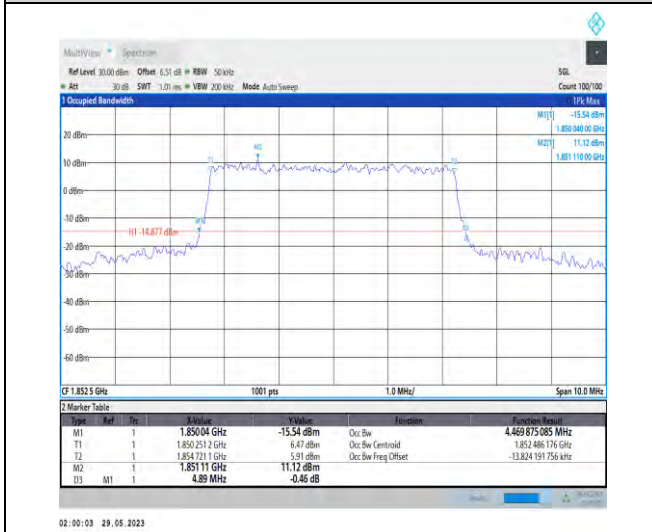 MultiView Spectrum
Ref Level 30.00 dBm Offset 6.51 dB RBW 50 kHz SGL
Att 30 dB SWT 1.01 ms VBW 200 kHz Mode Auto Sweep Count 100/100
1 Occupied Bandwidth 1Pk Max
M1[1] -15.54 dBm
1.850 040 00 GHz
M2[1] 11.12 dBm
1.851 110 00 GHz
20 dBm
M2
T1
10 dBm
0 dBm
-10 dBm
H1 -14.877 dBm
-20 dBm
-30 dBm
-40 dBm
-50 dBm
-60 dBm
CF 1.852 5 GHz 1001 pts 1.0 MHz/ Span 10.0 MHz
2 Marker Table
Type Ref Trc X-Value Y-Value Function Function Result
M1 1 1.85004 GHz -15.54 dBm Occ Bw 4.469 875 085 MHz
T1 1 1.850 251 2 GHz 6.47 dBm Occ Bw Centroid 1.852 486 176 GHz
T2 1 1.854 721 1 GHz 5.91 dBm Occ Bw Freq Offset -13.824 191 756 kHz
M2 1 1.85111 GHz 11.12 dBm
D3 M1 1 4.89 MHz -0.46 dB
02:00:03 29.05.2023